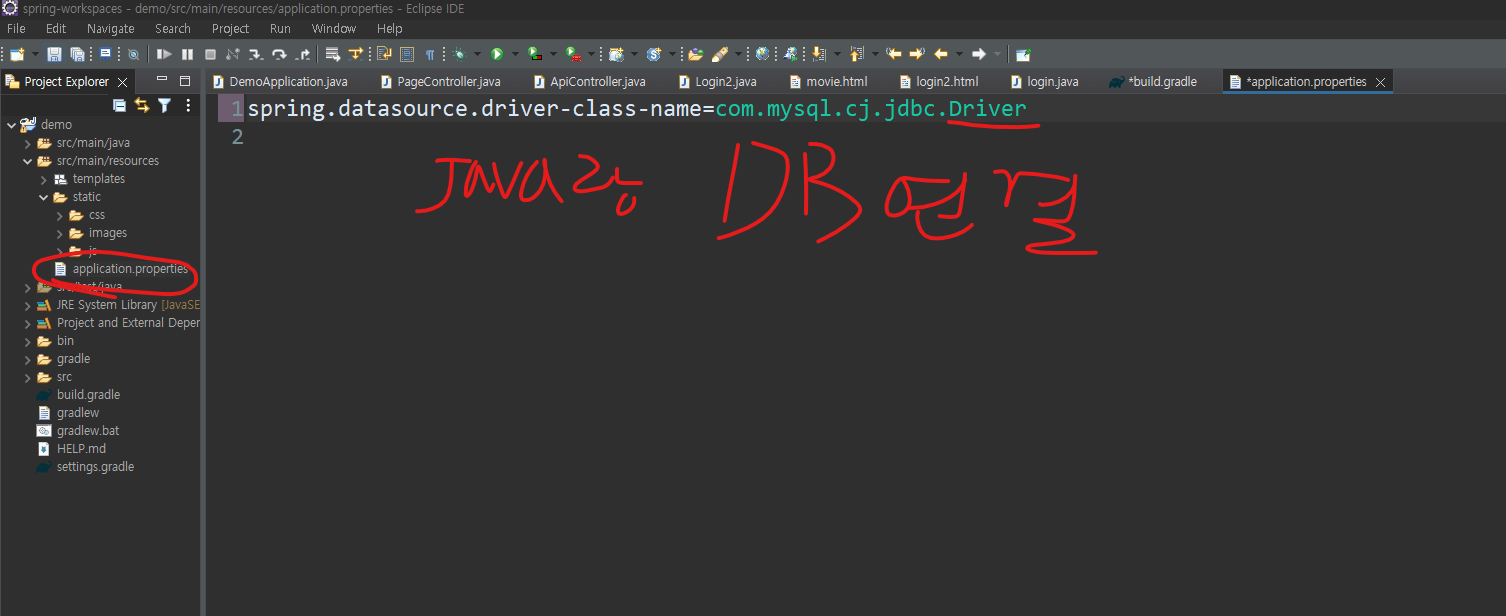 spring-workspaces - demo/src/main/resources/application.properties - Eclipse IDE
File Edit Navigate Search Project Run Window Help
Project Explorer
DemoApplication.java PageController.java ApiController.java Login2.java movie.html login2.html login.java *build.gradle *application.properties
1 spring.datasource.driver-class-name=com.mysql.cj.jdbc.Driver
2
JAVA랑 DB 연결
demo
src/main/java
src/main/resources
templates
static
css
images
js
application.properties
src/test/java
JRE System Library [JavaSE
Project and External Deper
bin
gradle
src
build.gradle
gradlew
gradlew.bat
HELP.md
settings.gradle